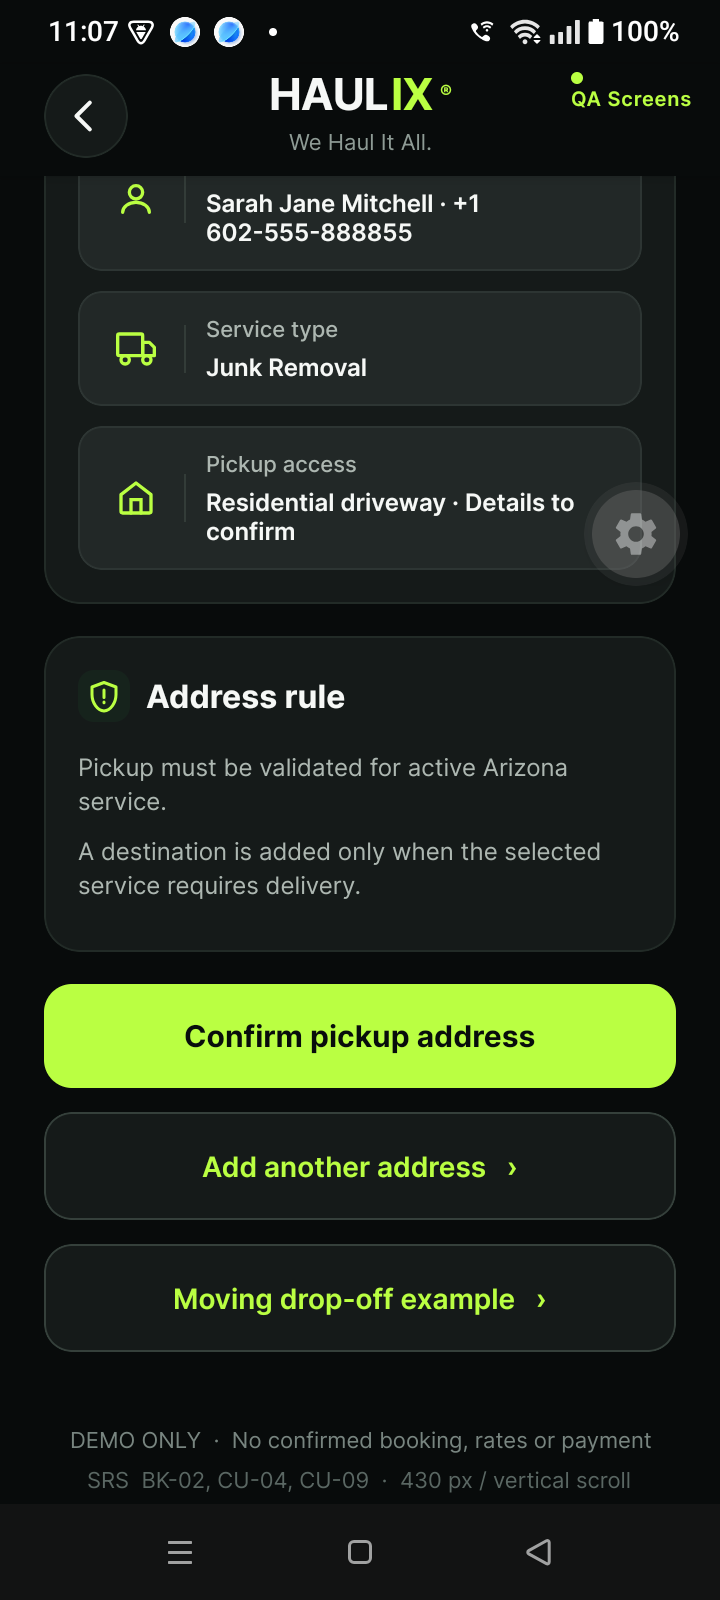 11:07
100%
HAULIX ®
QA Screens
We Haul It All.
Sarah Jane Mitchell · +1
602-555-888855
Service type
Junk Removal
Pickup access
Residential driveway · Details to
confirm
Address rule
Pickup must be validated for active Arizona
service.
A destination is added only when the selected
service requires delivery.
Confirm pickup address
Add another address ›
Moving drop-off example ›
DEMO ONLY · No confirmed booking, rates or payment
SRS BK-02, CU-04, CU-09 · 430 px / vertical scroll